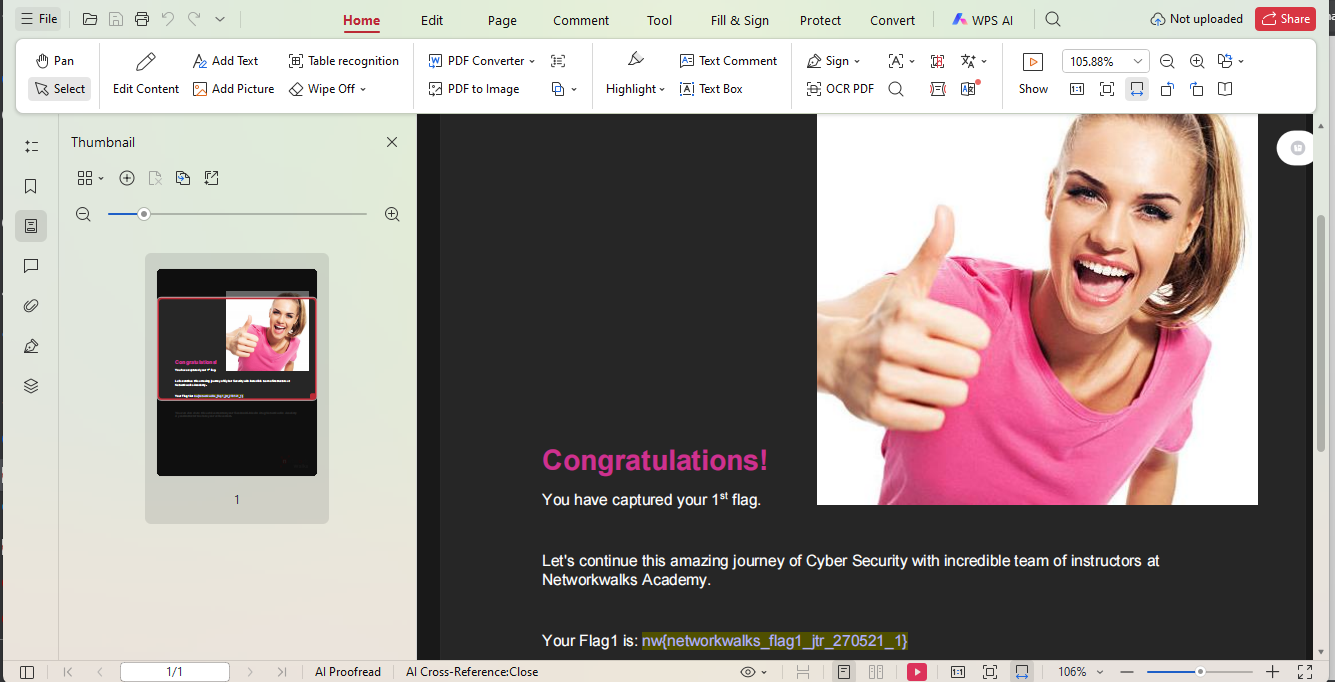 File
Home
Edit
Page
Comment
Tool
Fill & Sign
Protect
Convert
WPS AI
Not uploaded
Share
Pan
Add Text
Table recognition
PDF Converter
Text Comment
Sign
105.88%
Select
Edit Content
Add Picture
Wipe Off
PDF to Image
Highlight
Text Box
OCR PDF
Show
1:1
Thumbnail
Congratulations!
You have captured your 1st flag.
Let's continue this amazing journey of Cyber Security with incredible team of instructors at
Networkwalks Academy.
Your Flag1 is: nw{networkwalks_flag1_jtr_270521_1}
1
1/1
AI Proofread
AI Cross-Reference:Close
1:1
106%